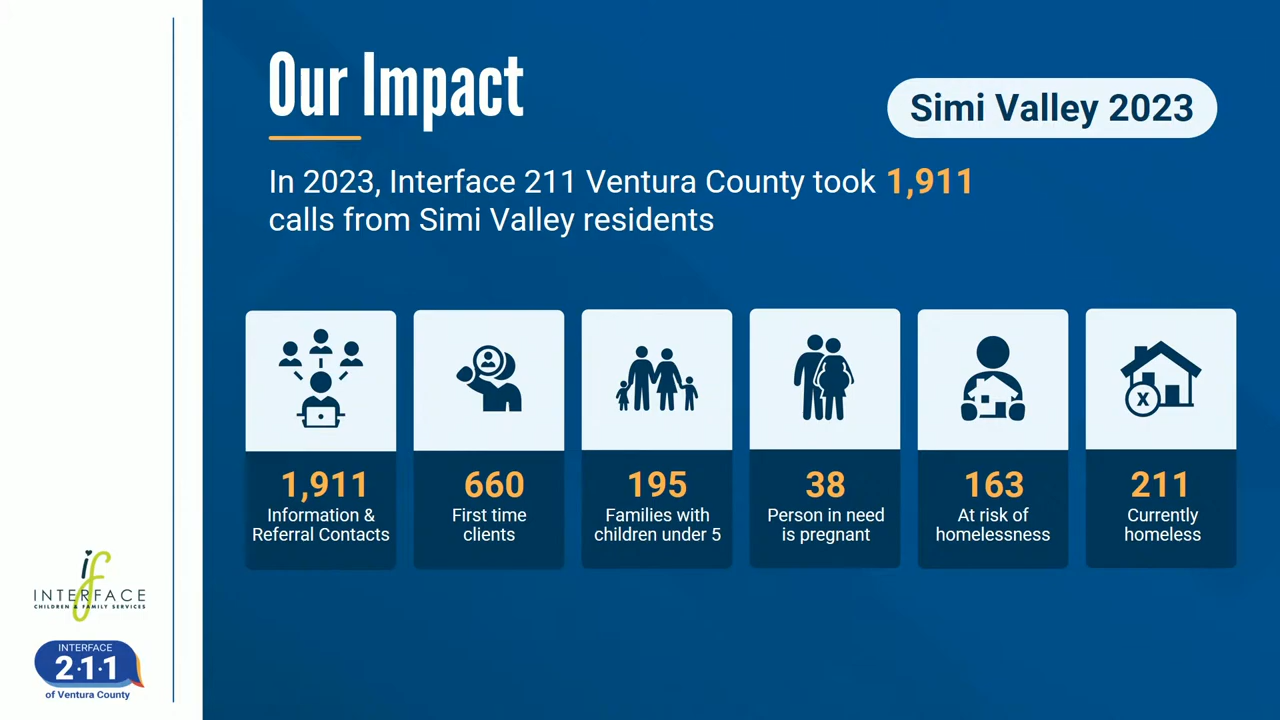 Our Impact
Simi Valley 2023
In 2023, Interface 211 Ventura County took 1,911
calls from Simi Valley residents
1,911
Information &
Referral Contacts
660
First time
clients
195
Families with
children under 5
38
Person in need
is pregnant
163
At risk of
homelessness
X
211
Currently
homeless
if
INTERFACE
CHILDREN & FAMILY SERVICES
INTERFACE
2·1·1
of Ventura County